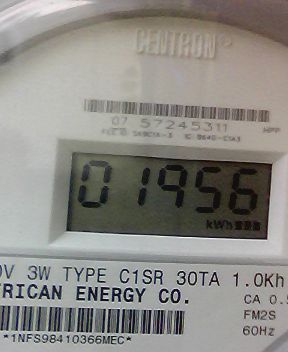 CENTRON®
07 57245311 HPP
01956
kWh
0V 3W TYPE C1SR 30TA 1.0Kh
RICAN ENERGY CO.
CA 0.5
FM2S
60Hz
*1NFS98410366MEC*